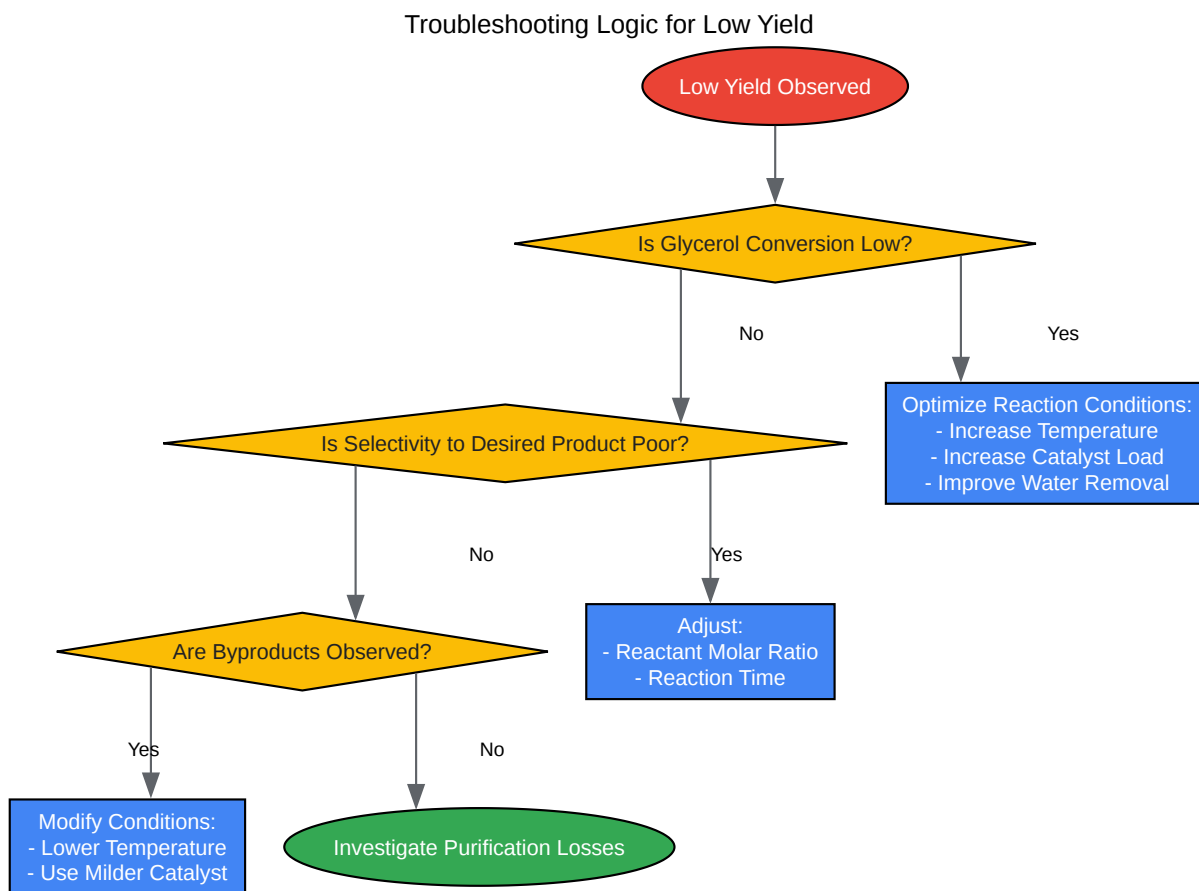 Troubleshooting Logic for Low Yield
Low Yield Observed
Is Glycerol Conversion Low?
No
Yes
Optimize Reaction Conditions:
- Increase Temperature
- Increase Catalyst Load
- Improve Water Removal
Is Selectivity to Desired Product Poor?
No
Yes
Adjust:
- Reactant Molar Ratio
- Reaction Time
Are Byproducts Observed?
Yes
No
Modify Conditions:
- Lower Temperature
- Use Milder Catalyst
Investigate Purification Losses